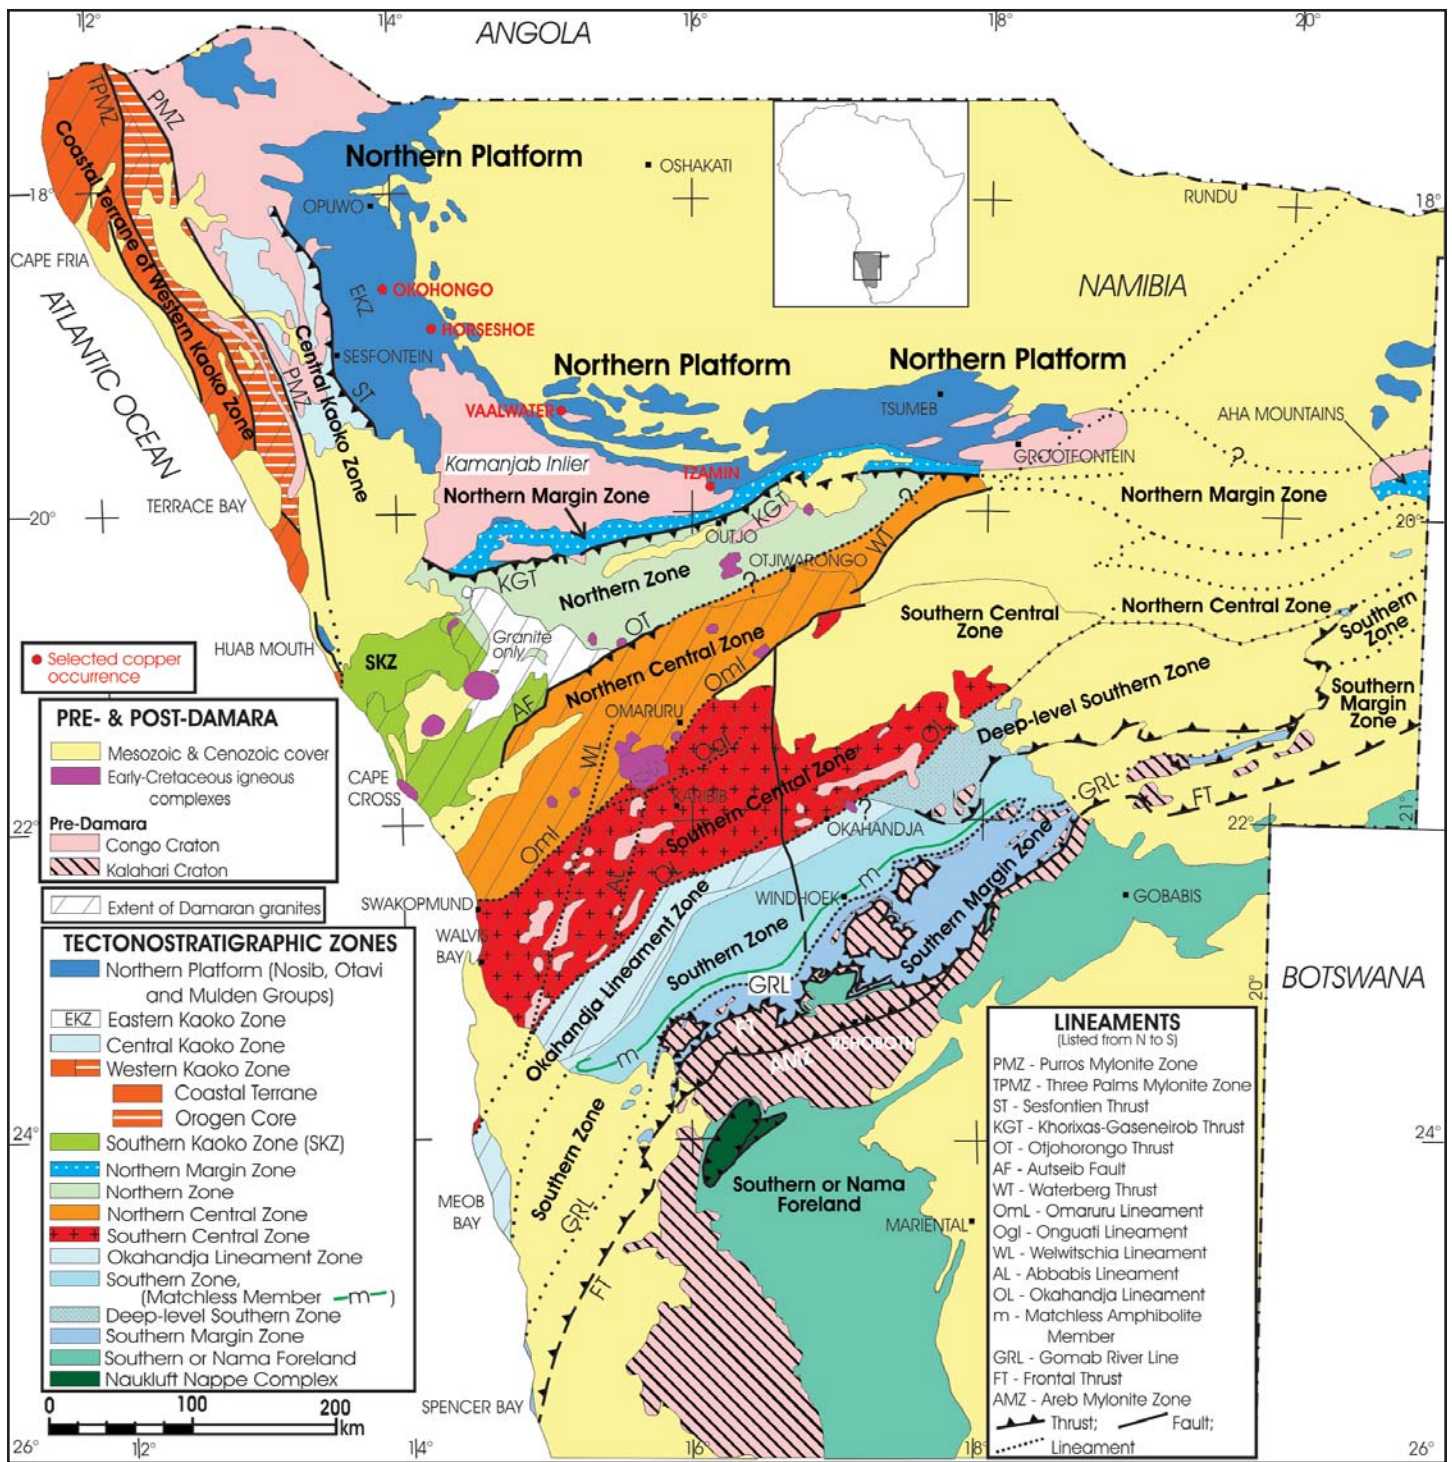 12°
14°
16°
18°
20°
ANGOLA
TPMZ
PMZ
Northern Platform
OSHAKATI
RUNDU
18°
18°
OPUWO
Coastal Terrane of Western Kaoko Zone
CAPE FRIA
NAMIBIA
OKOHONGO
EKZ
HORSESHOE
ATLANTIC OCEAN
Central Kaoko Zone
SESFONTEIN
PMZ
ST
Northern Platform
Northern Platform
VAALWATER
TSUMEB
AHA MOUNTAINS
GROOTFONTEIN
?
Kamanjab Inlier
TZAMIN
Northern Margin Zone
Northern Margin Zone
TERRACE BAY
20°
20°
KGT
?
OUTJO
WT
OTJIWARONGO
KGT
Northern Zone
?
Northern Central Zone
Southern Central
Zone
Southern
Zone
Granite
only
OT
HUAB MOUTH
SKZ
Northern Central Zone
Oml
AF
Deep-level Southern Zone
Southern
Margin
Zone
Selected copper
occurrence
OMARURU
OL
WL
Ogl
PRE- & POST-DAMARA
Mesozoic & Cenozoic cover
Early-Cretaceous igneous
complexes
Pre-Damara
Congo Craton
Kalahari Craton
Extent of Damaran granites
CAPE
CROSS
KARIBIB
Southern Central Zone
?
GRL
FT
21°
22°
22°
Oml
OKAHANDJA
AL
OL
m
SWAKOPMUND
WALVIS
BAY
WINDHOEK
GOBABIS
Southern Margin Zone
Okahandja Lineament Zone
Southern Zone
GRL
20°
BOTSWANA
FT
REHOBOTH
AMZ
m
TECTONOSTRATIGRAPHIC ZONES
Northern Platform (Nosib, Otavi
and Mulden Groups)
EKZ Eastern Kaoko Zone
Central Kaoko Zone
Western Kaoko Zone
Coastal Terrane
Orogen Core
Southern Kaoko Zone (SKZ)
Northern Margin Zone
Northern Zone
Northern Central Zone
Southern Central Zone
Okahandja Lineament Zone
Southern Zone,
(Matchless Member m )
Deep-level Southern Zone
Southern Margin Zone
Southern or Nama Foreland
Naukluft Nappe Complex
0 100 200
km
24°
24°
Southern Zone
MEOB
BAY
GRL
FT
Southern or Nama
Foreland
MARIENTAL
SPENCER BAY
LINEAMENTS
(Listed from N to S)
PMZ - Purros Mylonite Zone
TPMZ - Three Palms Mylonite Zone
ST - Sesfontien Thrust
KGT - Khorixas-Gaseneirob Thrust
OT - Otjohorongo Thrust
AF - Autseib Fault
WT - Waterberg Thrust
OmL - Omaruru Lineament
Ogl - Onguati Lineament
WL - Welwitschia Lineament
AL - Abbabis Lineament
OL - Okahandja Lineament
m - Matchless Amphibolite
Member
GRL - Gomab River Line
FT - Frontal Thrust
AMZ - Areb Mylonite Zone
Thrust; Fault;
Lineament
26°
12°
14°
16°
18°
26°